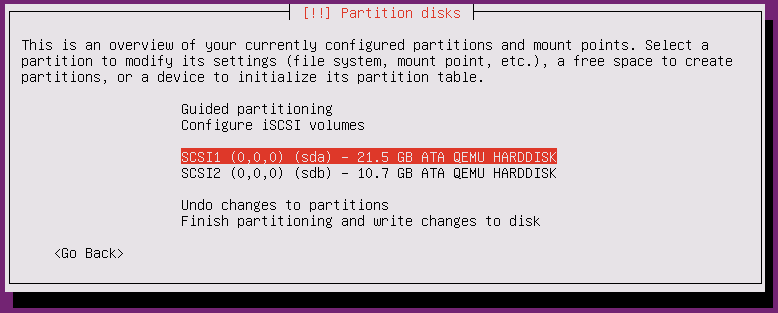 [!!] Partition disks
This is an overview of your currently configured partitions and mount points. Select a
partition to modify its settings (file system, mount point, etc.), a free space to create
partitions, or a device to initialize its partition table.
Guided partitioning
Configure iSCSI volumes
SCSI1 (0,0,0) (sda) - 21.5 GB ATA QEMU HARDDISK
SCSI2 (0,0,0) (sdb) - 10.7 GB ATA QEMU HARDDISK
Undo changes to partitions
Finish partitioning and write changes to disk
<Go Back>